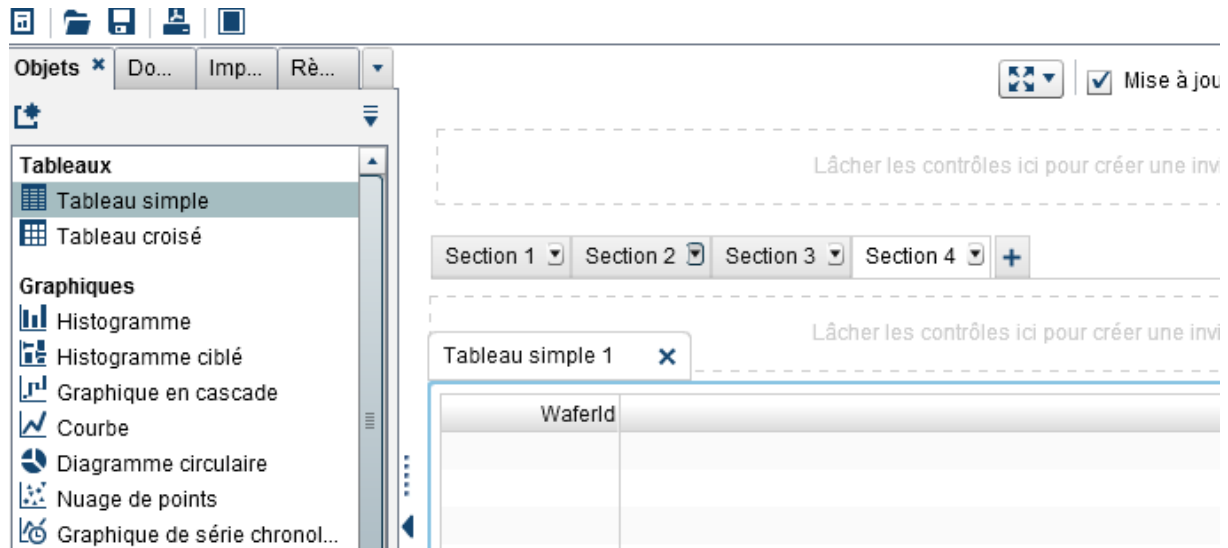 Objets Do... Imp... Rè...
Mise à jou
Tableaux
Tableau simple
Tableau croisé
Graphiques
Histogramme
Histogramme ciblé
Graphique en cascade
Courbe
Diagramme circulaire
Nuage de points
Graphique de série chronol...
Lâcher les contrôles ici pour créer une invi
Section 1 Section 2 Section 3 Section 4
Lâcher les contrôles ici pour créer une invi
Tableau simple 1
WaferId